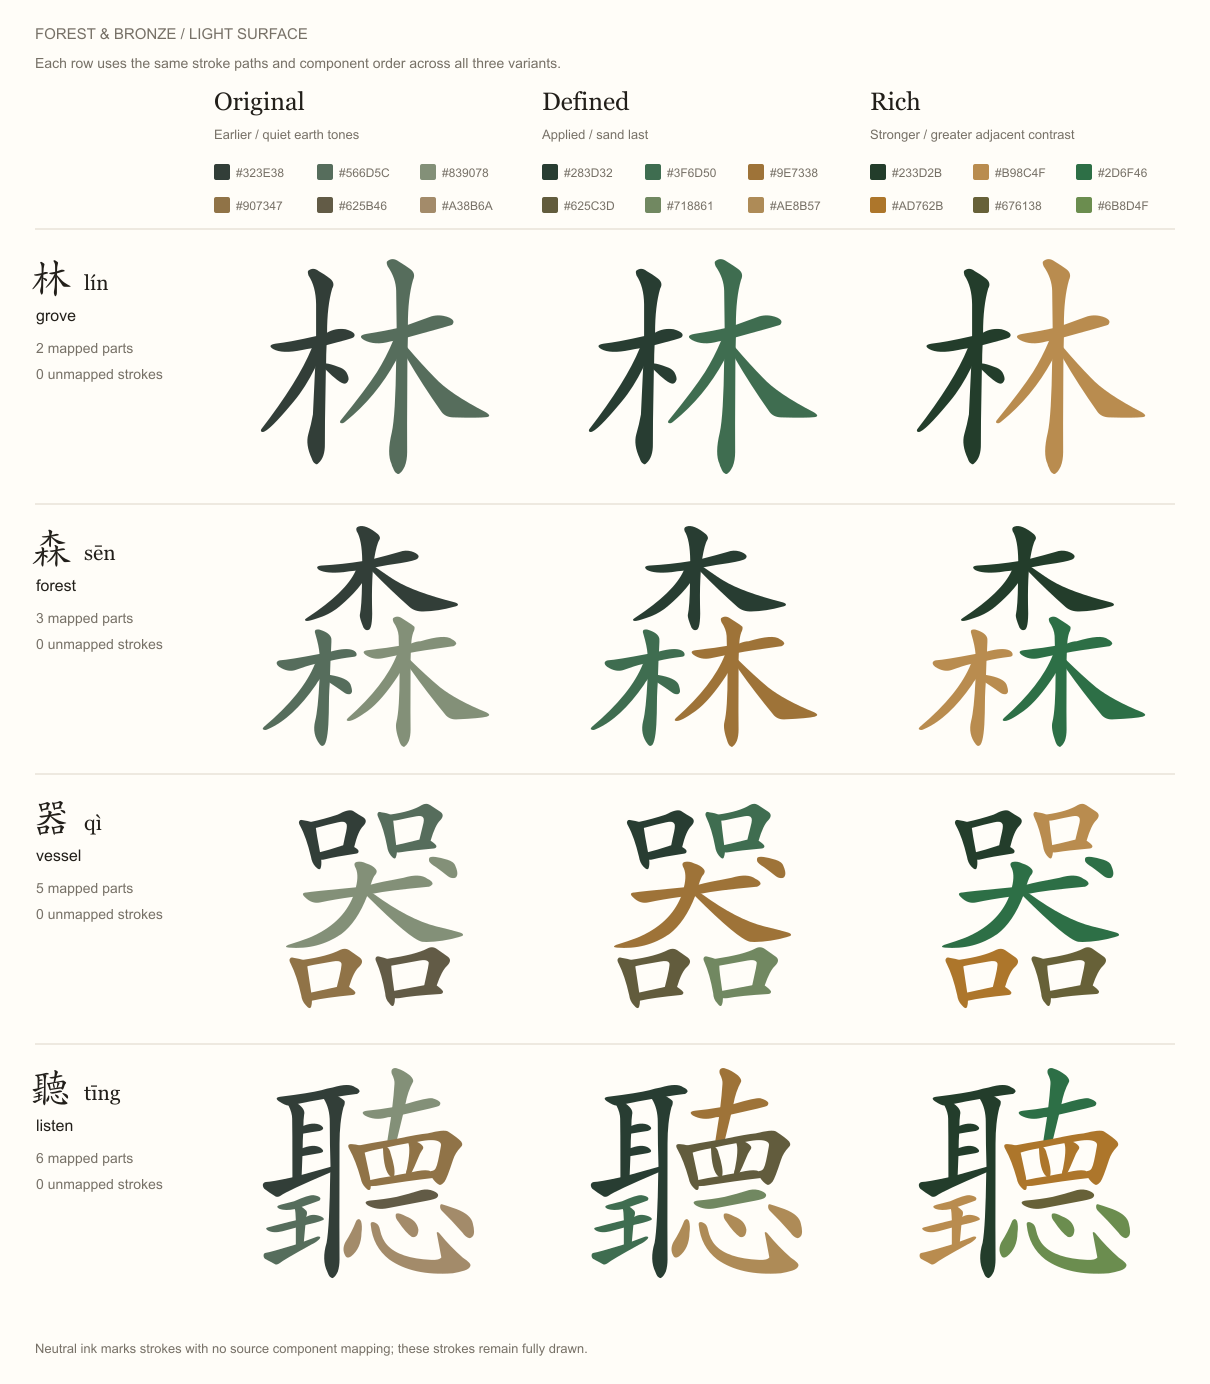 FOREST & BRONZE / LIGHT SURFACE
Each row uses the same stroke paths and component order across all three variants.
Original
Earlier / quiet earth tones
#323E38 #566D5C #839078
#907347 #625B46 #A38B6A
Defined
Applied / sand last
#283D32 #3F6D50 #9E7338
#625C3D #718861 #AE8B57
Rich
Stronger / greater adjacent contrast
#233D2B #B98C4F #2D6F46
#AD762B #676138 #6B8D4F
林 lín
grove
2 mapped parts
0 unmapped strokes
林 林 林
森 sēn
forest
3 mapped parts
0 unmapped strokes
森 森 森
器 qì
vessel
5 mapped parts
0 unmapped strokes
器 器 器
聽 tīng
listen
6 mapped parts
0 unmapped strokes
聽 聽 聽
Neutral ink marks strokes with no source component mapping; these strokes remain fully drawn.